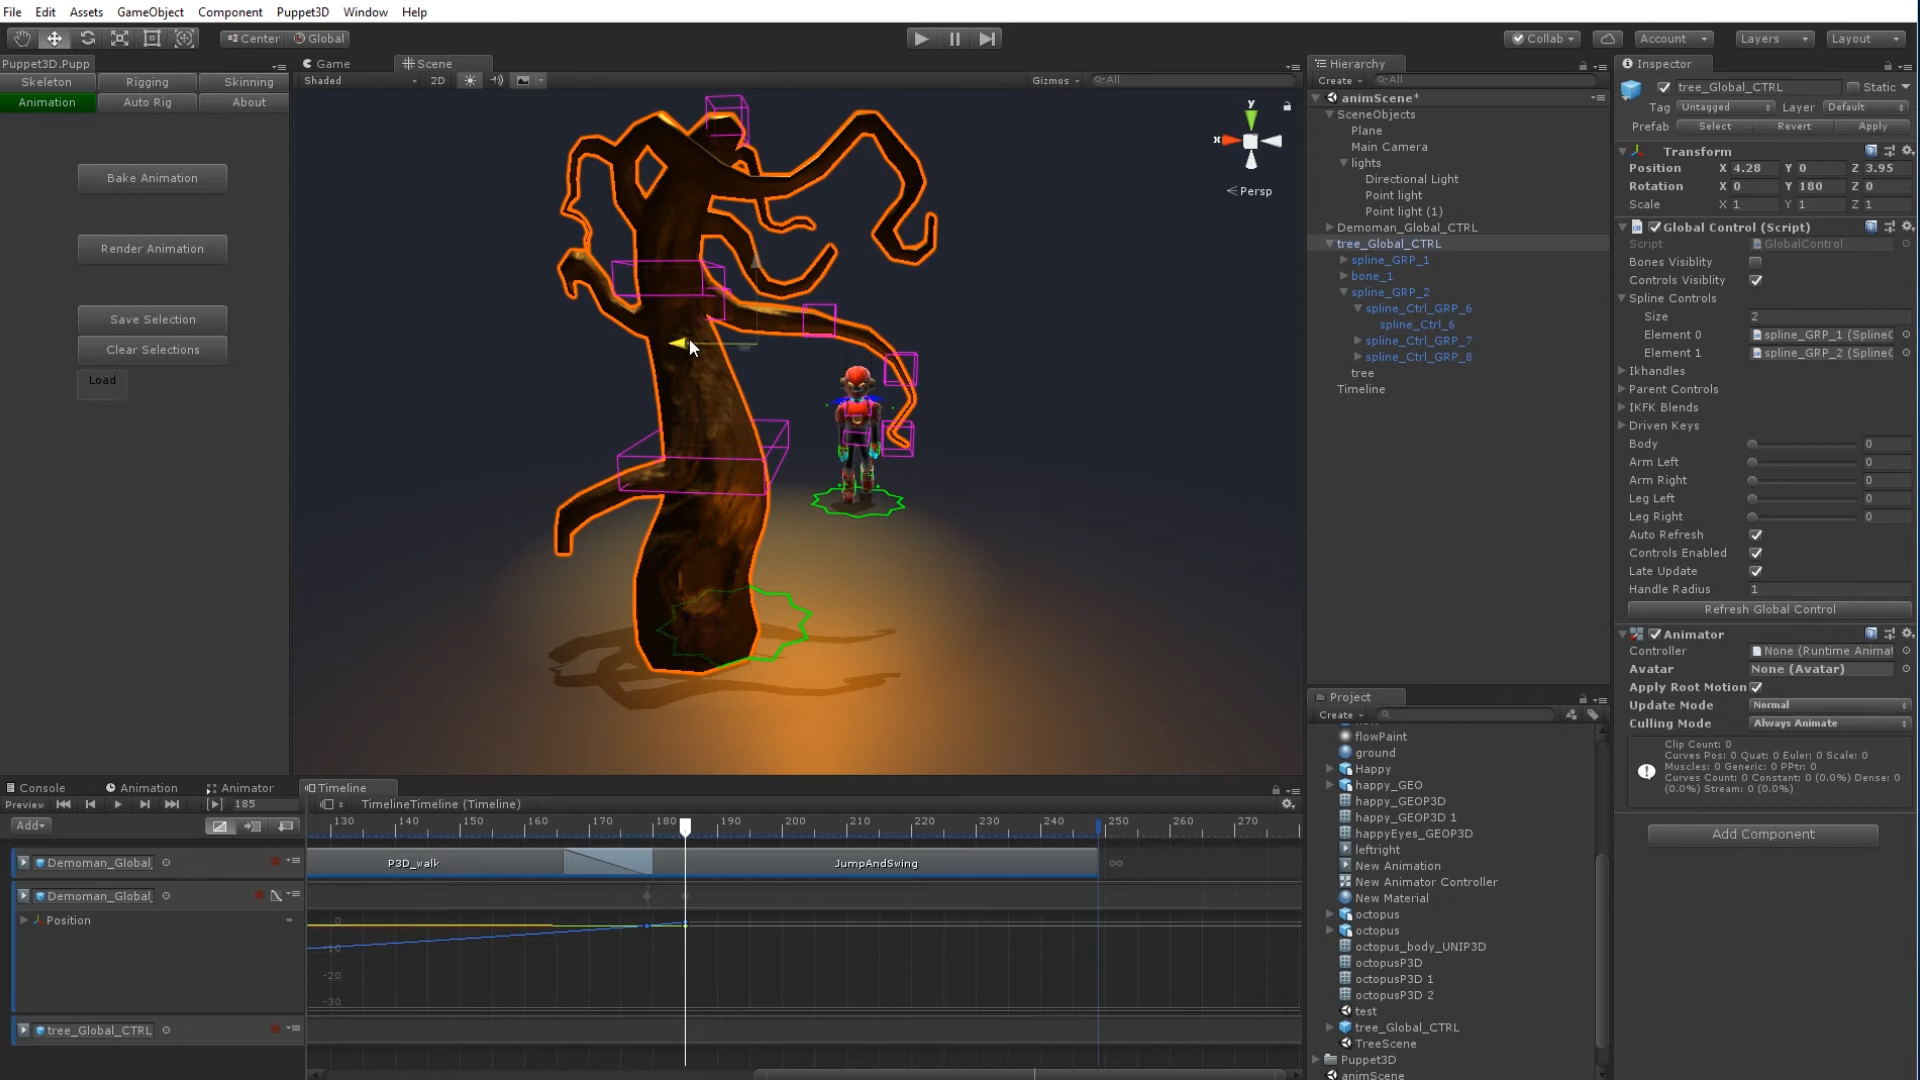 File Edit Assets GameObject Component Puppet3D Window Help
Center Global
Collab Account Layers Layout
Puppet3D.Pupp
Skeleton Rigging Skinning
Animation Auto Rig About
Bake Animation
Render Animation
Save Selection
Clear Selections
Load
Game Scene
Shaded 2D Gizmos All
y
x
Persp
Hierarchy
Create All
animScene*
SceneObjects
Plane
Main Camera
lights
Directional Light
Point light
Point light (1)
Demoman_Global_CTRL
tree_Global_CTRL
spline_GRP_1
bone_1
spline_GRP_2
spline_Ctrl_GRP_6
spline_Ctrl_6
spline_Ctrl_GRP_7
spline_Ctrl_GRP_8
tree
Timeline
Project
Create
flowPaint
ground
Happy
happy_GEO
happy_GEOP3D
happy_GEOP3D 1
happyEyes_GEOP3D
leftright
New Animation
New Animator Controller
New Material
octopus
octopus
octopus_body_UNIP3D
octopusP3D
octopusP3D 1
octopusP3D 2
test
tree_Global_CTRL
TreeScene
Puppet3D
animScene
Inspector
tree_Global_CTRL Static
Tag Untagged Layer Default
Prefab Select Revert Apply
Transform
Position X 4.28 Y 0 Z 3.95
Rotation X 0 Y 180 Z 0
Scale X 1 Y 1 Z 1
Global Control (Script)
Script GlobalControl
Bones Visiblity
Controls Visiblity
Spline Controls
Size 2
Element 0 spline_GRP_1 (SplineC
Element 1 spline_GRP_2 (SplineC
Ikhandles
Parent Controls
IKFK Blends
Driven Keys
Body 0
Arm Left 0
Arm Right 0
Leg Left 0
Leg Right 0
Auto Refresh
Controls Enabled
Late Update
Handle Radius 1
Refresh Global Control
Animator
Controller None (Runtime Animat
Avatar None (Avatar)
Apply Root Motion
Update Mode Normal
Culling Mode Always Animate
Clip Count: 0
Curves Pos: 0 Quat: 0 Euler: 0 Scale: 0
Muscles: 0 Generic: 0 PPtr: 0
Curves Count: 0 Constant: 0 (0.0%) Dense: 0
(0.0%) Stream: 0 (0.0%)
Add Component
Console Animation Animator Timeline
Preview 185 TimelineTimeline (Timeline)
Add
130 140 150 160 170 180 190 200 210 220 230 240 250 260 270
Demoman_Global_ P3D_walk JumpAndSwing
Demoman_Global_
Position
0
-10
-20
-30
tree_Global_CTRL